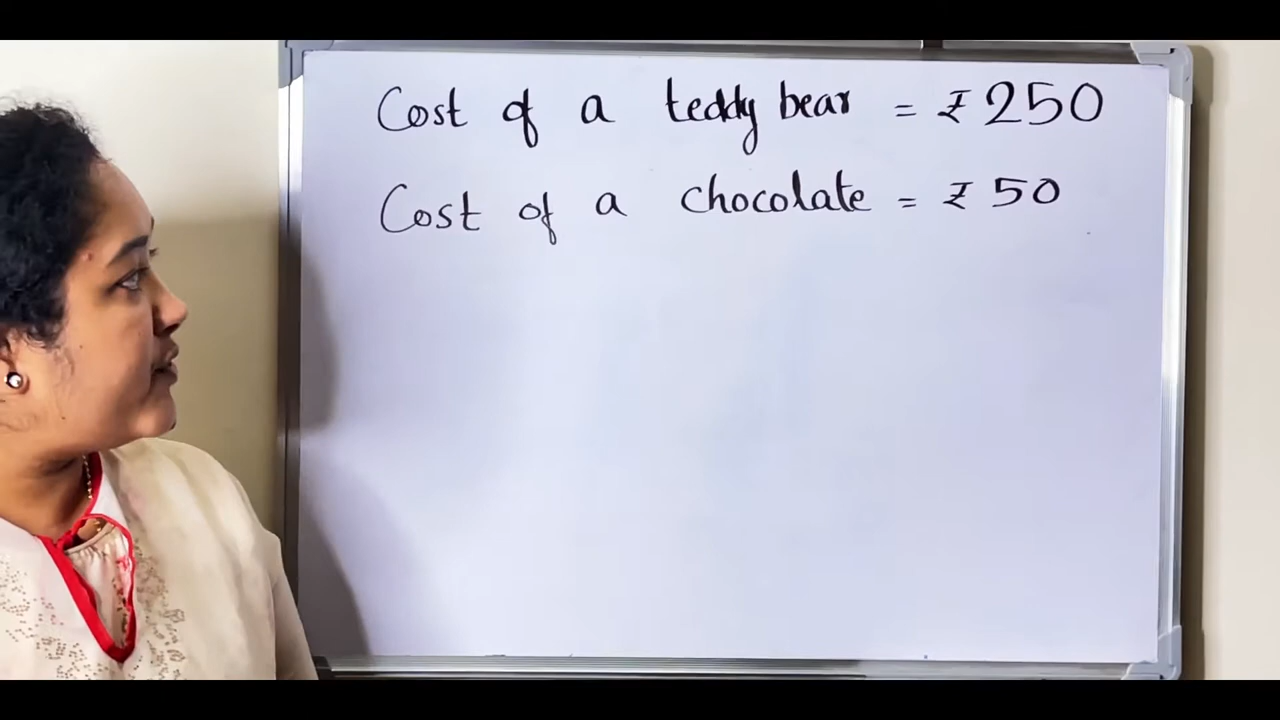 Cost of a teddy bear = ₹ 250
Cost of a chocolate = ₹ 50